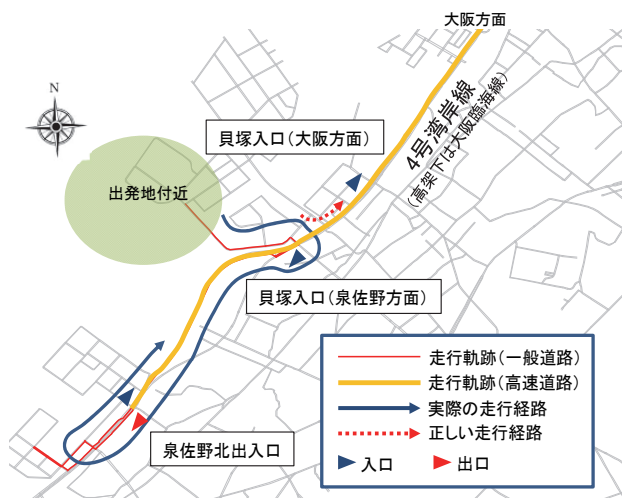 大阪方面
N
4号湾岸線
(高架下は大阪臨海線)
貝塚入口(大阪方面)
出発地付近
貝塚入口(泉佐野方面)
泉佐野北出入口
走行軌跡(一般道路)
走行軌跡(高速道路)
実際の走行経路
正しい走行経路
入口
出口